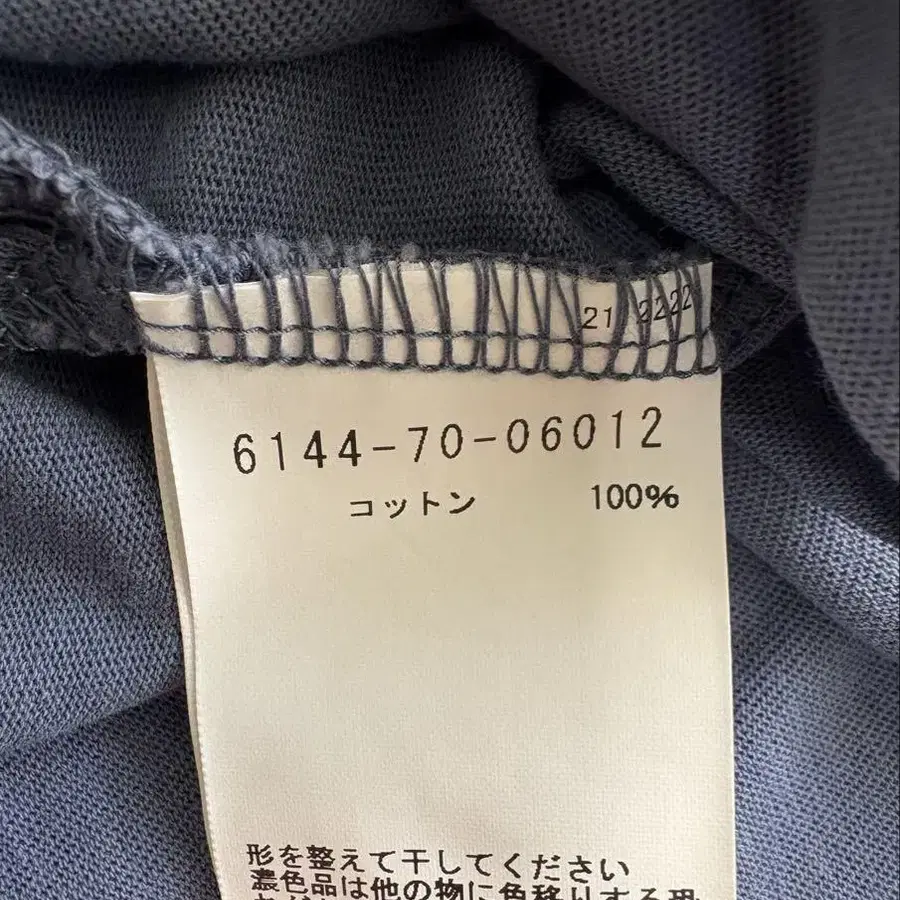 21 2222
6144-70-06012
コットン 100%
形を整えて干してください
濃色品は他の物に色移りする恐